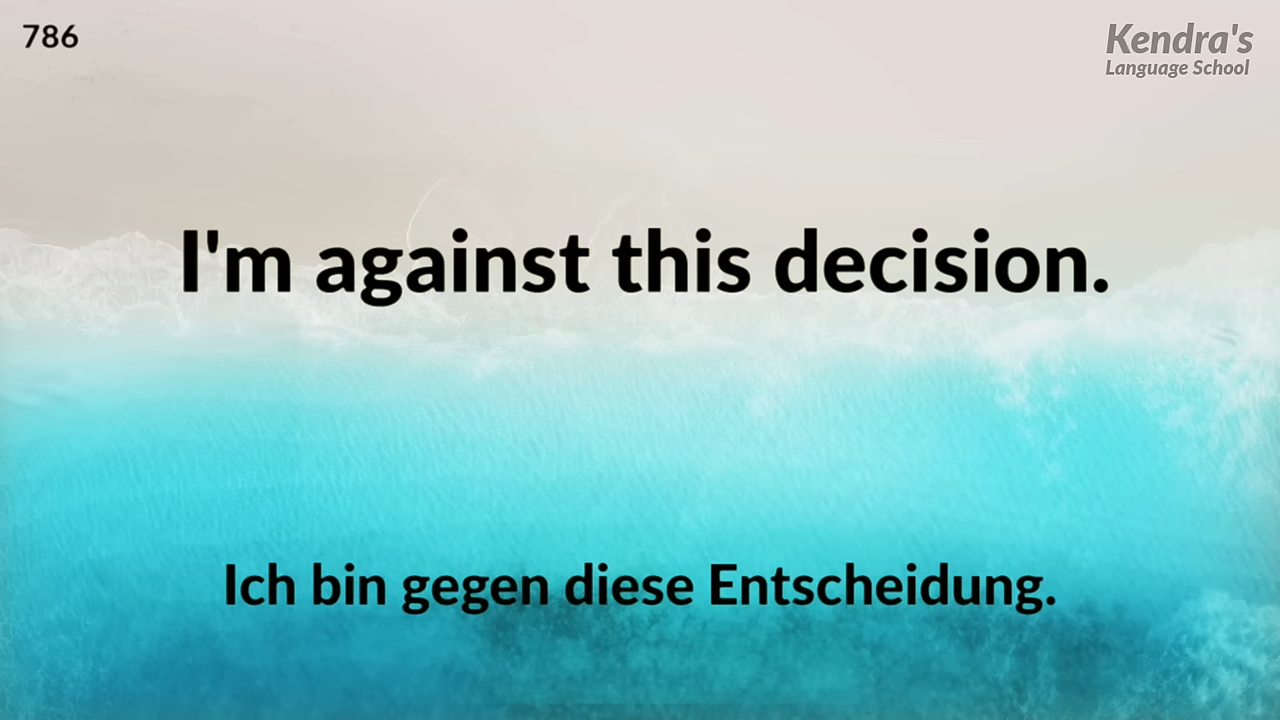 786
Kendra's
Language School
I'm against this decision.
Ich bin gegen diese Entscheidung.